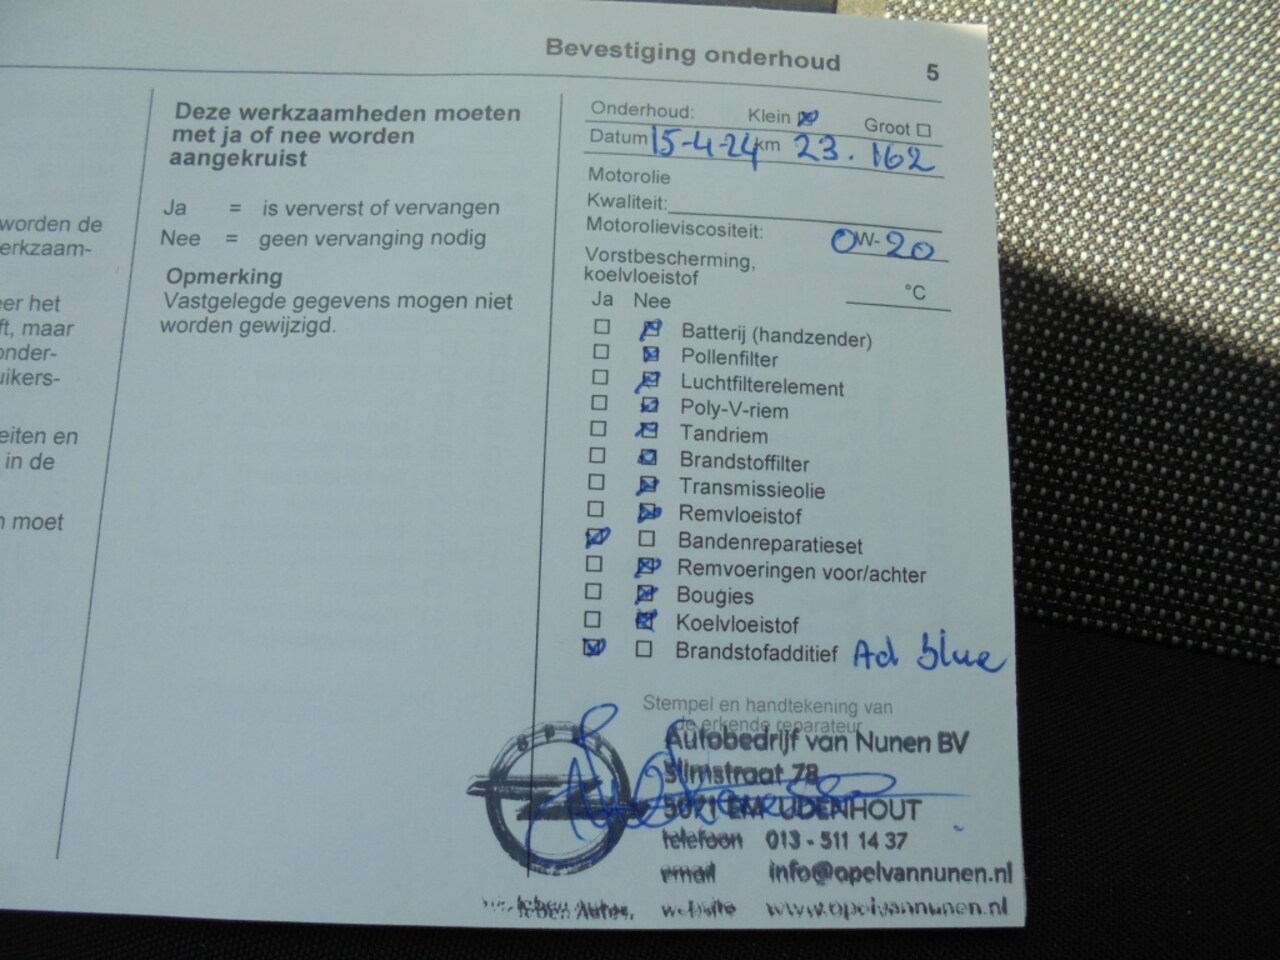 Bevestiging onderhoud 5
worden de
erkzaam-
er het
ft, maar
onder-
uikers-
eiten en
in de
moet
Deze werkzaamheden moeten
met ja of nee worden
aangekruist
Ja = is ververst of vervangen
Nee = geen vervanging nodig
Opmerking
Vastgelegde gegevens mogen niet
worden gewijzigd.
Onderhoud: Klein Groot
Datum 15-4-24 km 23.162
Motorolie
Kwaliteit:
Motorolieviscositeit: 0W-20
Vorstbescherming,
koelvloeistof °C
Ja Nee
Batterij (handzender)
Pollenfilter
Luchtfilterelement
Poly-V-riem
Tandriem
Brandstoffilter
Transmissieolie
Remvloeistof
Bandenreparatieset
Remvoeringen voor/achter
Bougies
Koelvloeistof
Brandstofadditief Ad blue
Stempel en handtekening van
de erkende reparateur
OPEL
Autobedrijf van Nunen BV
Slimstraat 78
5071 EM UDENHOUT
telefoon 013 - 511 14 37
email info@opelvannunen.nl
website www.opelvannunen.nl